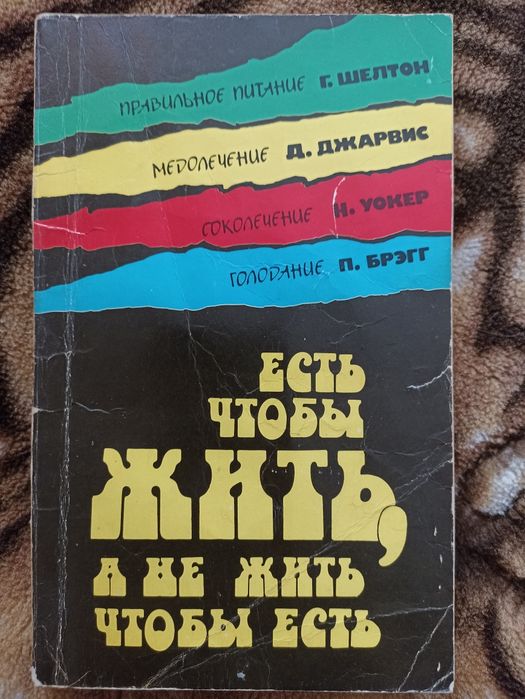 ПРАВИЛЬНОЕ ПИТАНИЕ Г. ШЕЛТОН
МЕДОЛЕЧЕНИЕ Д. ДЖАРВИС
СОКОЛЕЧЕНИЕ Н. УОКЕР
ГОЛОДАНИЕ П. БРЭГГ
ЕСТЬ
ЧТОБЫ
ЖИТЬ,
А НЕ ЖИТЬ
ЧТОБЫ ЕСТЬ